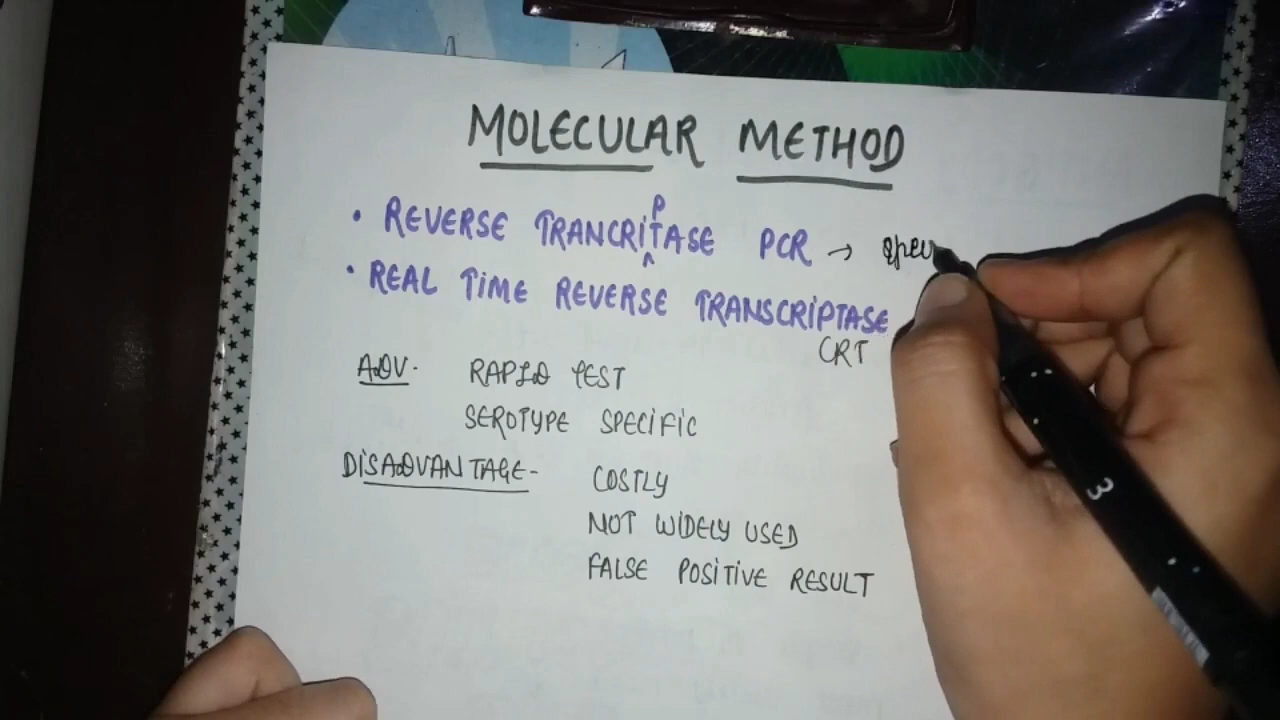 MOLECULAR METHOD
• REVERSE TRANCRIPTASE PCR →
• REAL TIME REVERSE TRANSCRIPTASE
CRT
ADV. RAPID TEST
SEROTYPE SPECIFIC
DISADVANTAGE- COSTLY
NOT WIDELY USED
FALSE POSITIVE RESULT
3